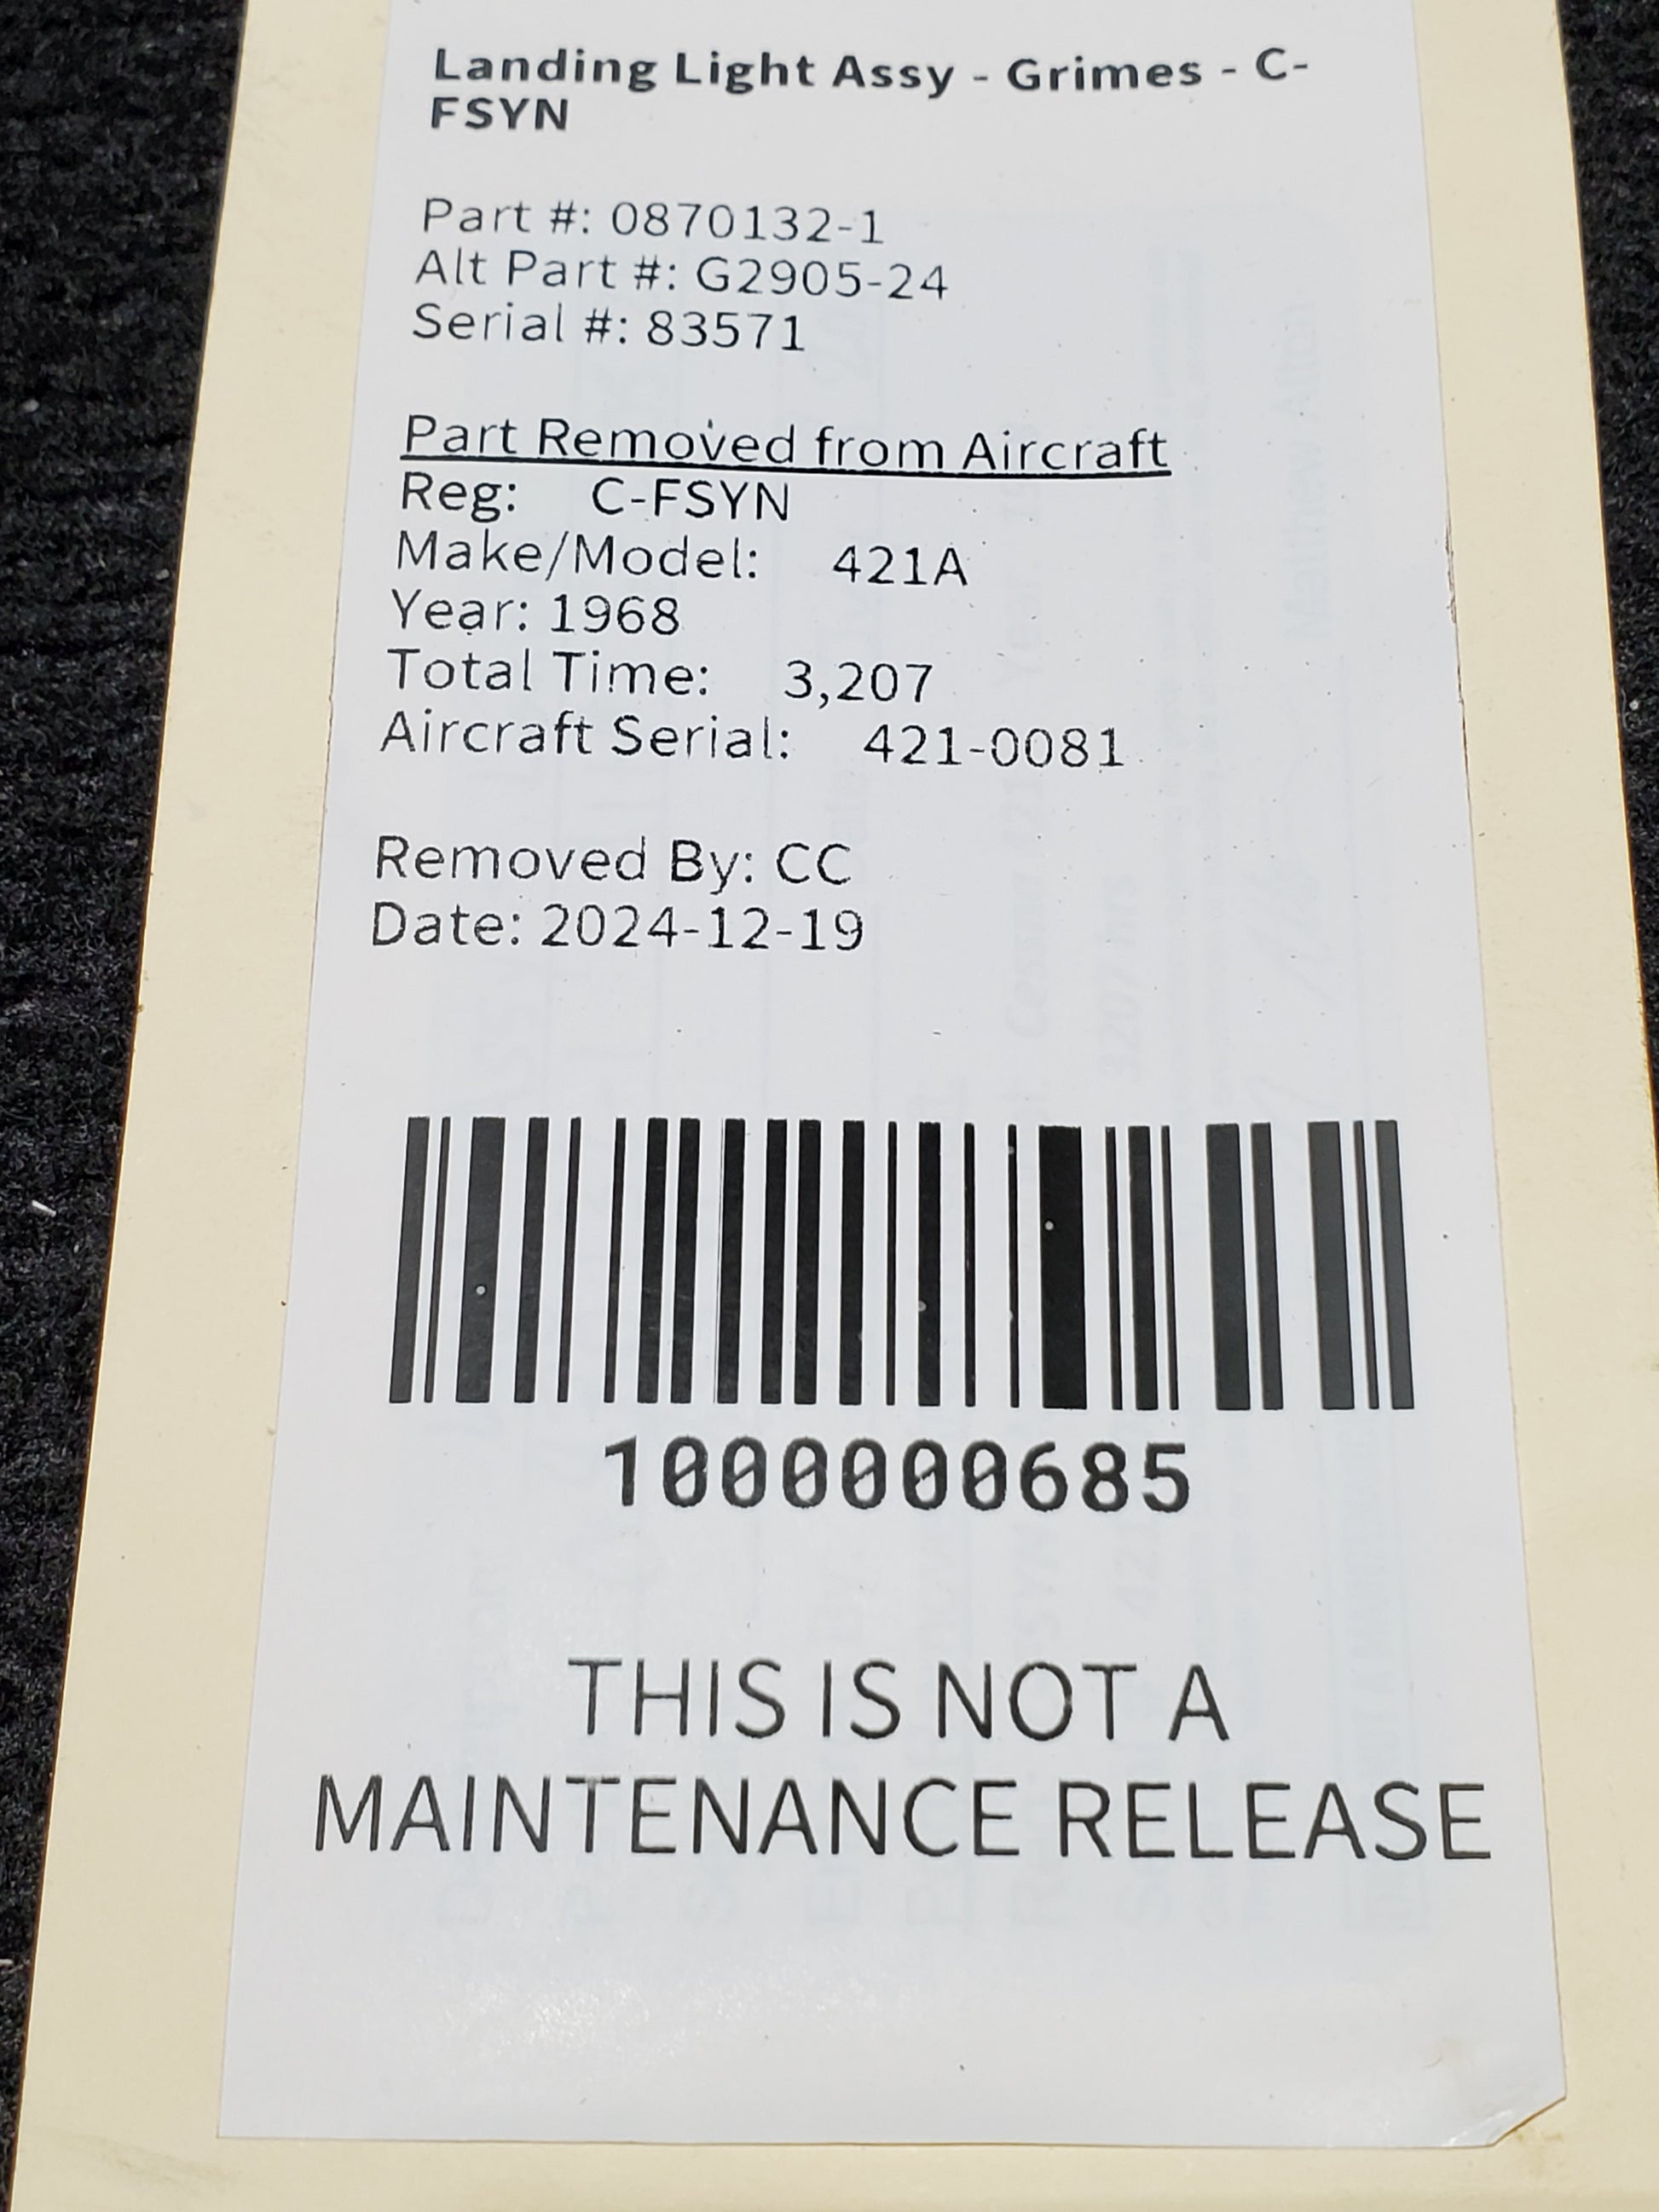 Landing Light Assy - Grimes - C-
FSYN
Part #: 0870132-1
Alt Part #: G2905-24
Serial #: 83571
Part Removed from Aircraft
Reg: C-FSYN
Make/Model: 421A
Year: 1968
Total Time: 3,207
Aircraft Serial: 421-0081
Removed By: CC
Date: 2024-12-19
1000000685
THIS IS NOT A
MAINTENANCE RELEASE